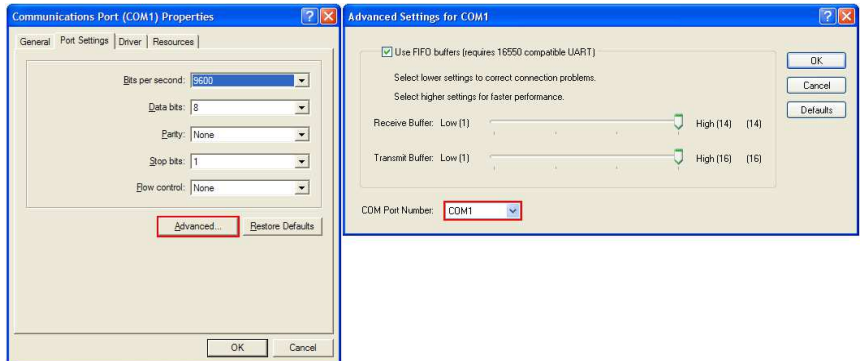 Communications Port (COM1) Properties
General Port Settings Driver Resources
Bits per second: 9600
Data bits: 8
Parity: None
Stop bits: 1
Flow control: None
Advanced... Restore Defaults
OK Cancel
Advanced Settings for COM1
Use FIFO buffers (requires 16550 compatible UART)
Select lower settings to correct connection problems.
Select higher settings for faster performance.
Receive Buffer: Low (1) High (14) (14)
Transmit Buffer: Low (1) High (16) (16)
COM Port Number: COM1
OK
Cancel
Defaults